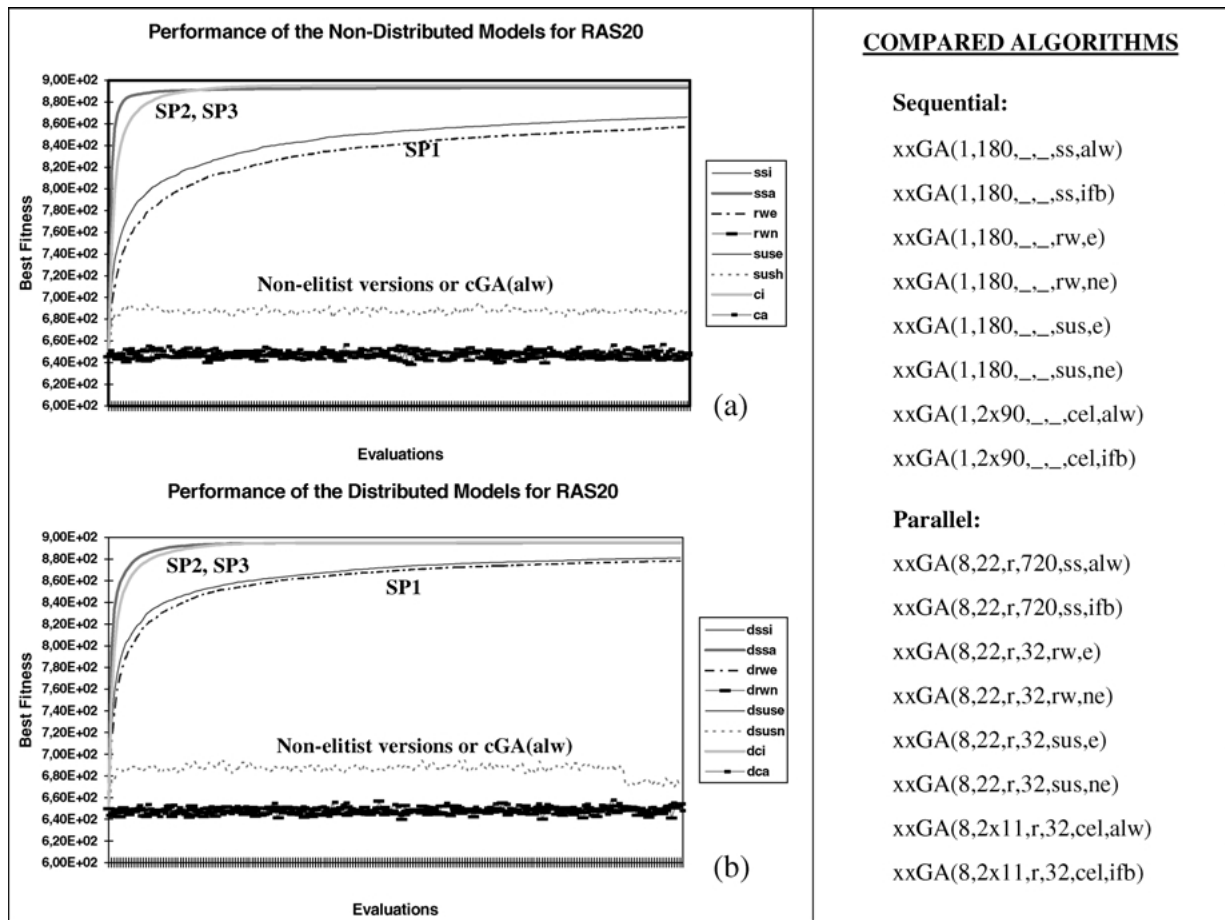 Performance of the Non-Distributed Models for RAS20
9,00E+02
8,80E+02
8,60E+02
8,40E+02
8,20E+02
8,00E+02
7,80E+02
7,60E+02
7,40E+02
7,20E+02
7,00E+02
6,80E+02
6,60E+02
6,40E+02
6,20E+02
6,00E+02
Best Fitness
SP2, SP3
SP1
Non-elitist versions or cGA(alw)
ssi
ssa
rwe
rwn
suse
sush
ci
ca
(a)
Evaluations
Performance of the Distributed Models for RAS20
9,00E+02
8,80E+02
8,60E+02
8,40E+02
8,20E+02
8,00E+02
7,80E+02
7,60E+02
7,40E+02
7,20E+02
7,00E+02
6,80E+02
6,60E+02
6,40E+02
6,20E+02
6,00E+02
Best Fitness
SP2, SP3
SP1
Non-elitist versions or cGA(alw)
dssi
dssa
drwe
drwn
dsuse
dsusn
dci
dca
(b)
Evaluations
COMPARED ALGORITHMS
Sequential:
xxGA(1,180,_,_,ss,alw)
xxGA(1,180,_,_,ss,ifb)
xxGA(1,180,_,_,rw,e)
xxGA(1,180,_,_,rw,ne)
xxGA(1,180,_,_,sus,e)
xxGA(1,180,_,_,sus,ne)
xxGA(1,2x90,_,_,cel,alw)
xxGA(1,2x90,_,_,cel,ifb)
Parallel:
xxGA(8,22,r,720,ss,alw)
xxGA(8,22,r,720,ss,ifb)
xxGA(8,22,r,32,rw,e)
xxGA(8,22,r,32,rw,ne)
xxGA(8,22,r,32,sus,e)
xxGA(8,22,r,32,sus,ne)
xxGA(8,2x11,r,32,cel,alw)
xxGA(8,2x11,r,32,cel,ifb)